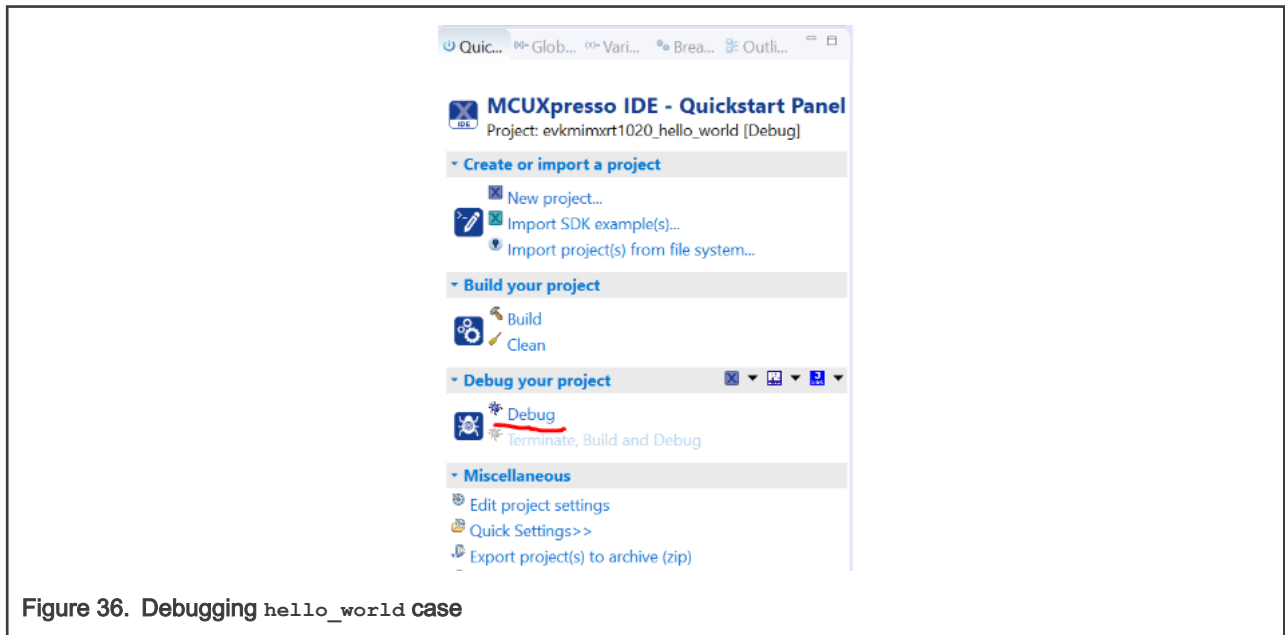 Quic... (x)= Glob... (x)= Vari... Brea... Outli...
MCUXpresso IDE - Quickstart Panel
IDE
Project: evkmimxrt1020_hello_world [Debug]
Create or import a project
New project...
Import SDK example(s)...
Import project(s) from file system...
Build your project
Build
Clean
Debug your project
Debug
Terminate, Build and Debug
Miscellaneous
Edit project settings
Quick Settings>>
Export project(s) to archive (zip)
Figure 36. Debugging hello_world case